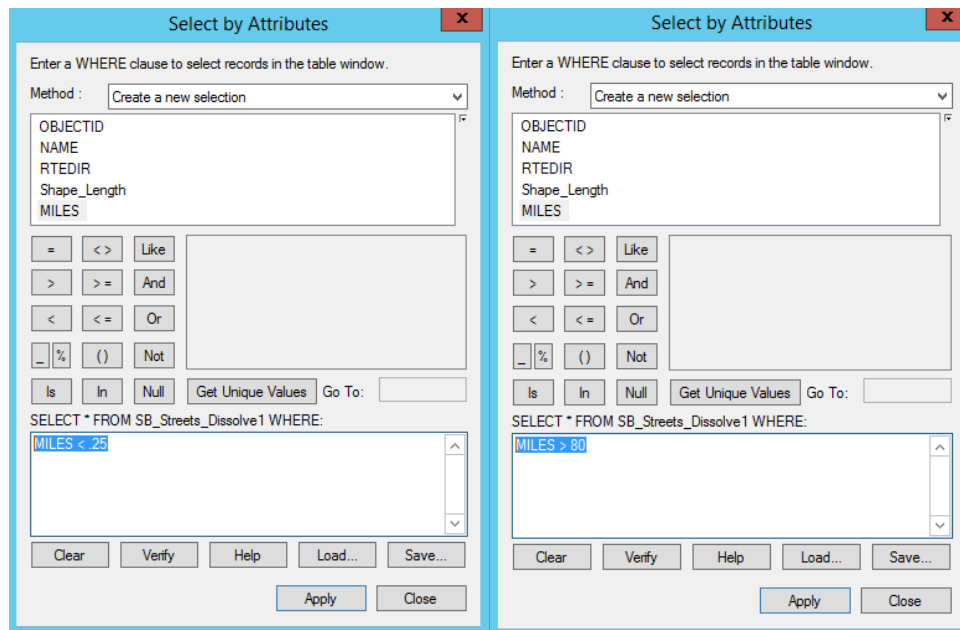 Select by Attributes
x
Enter a WHERE clause to select records in the table window.
Method :
Create a new selection
OBJECTID
NAME
RTEDIR
Shape_Length
MILES
= < > Like
> > = And
< < = Or
_ % () Not
Is In Null Get Unique Values Go To:
SELECT * FROM SB_Streets_Dissolve1 WHERE:
MILES < .25
Clear Verify Help Load... Save...
Apply Close
Select by Attributes
x
Enter a WHERE clause to select records in the table window.
Method :
Create a new selection
OBJECTID
NAME
RTEDIR
Shape_Length
MILES
= < > Like
> > = And
< < = Or
_ % () Not
Is In Null Get Unique Values Go To:
SELECT * FROM SB_Streets_Dissolve1 WHERE:
MILES > 80
Clear Verify Help Load... Save...
Apply Close